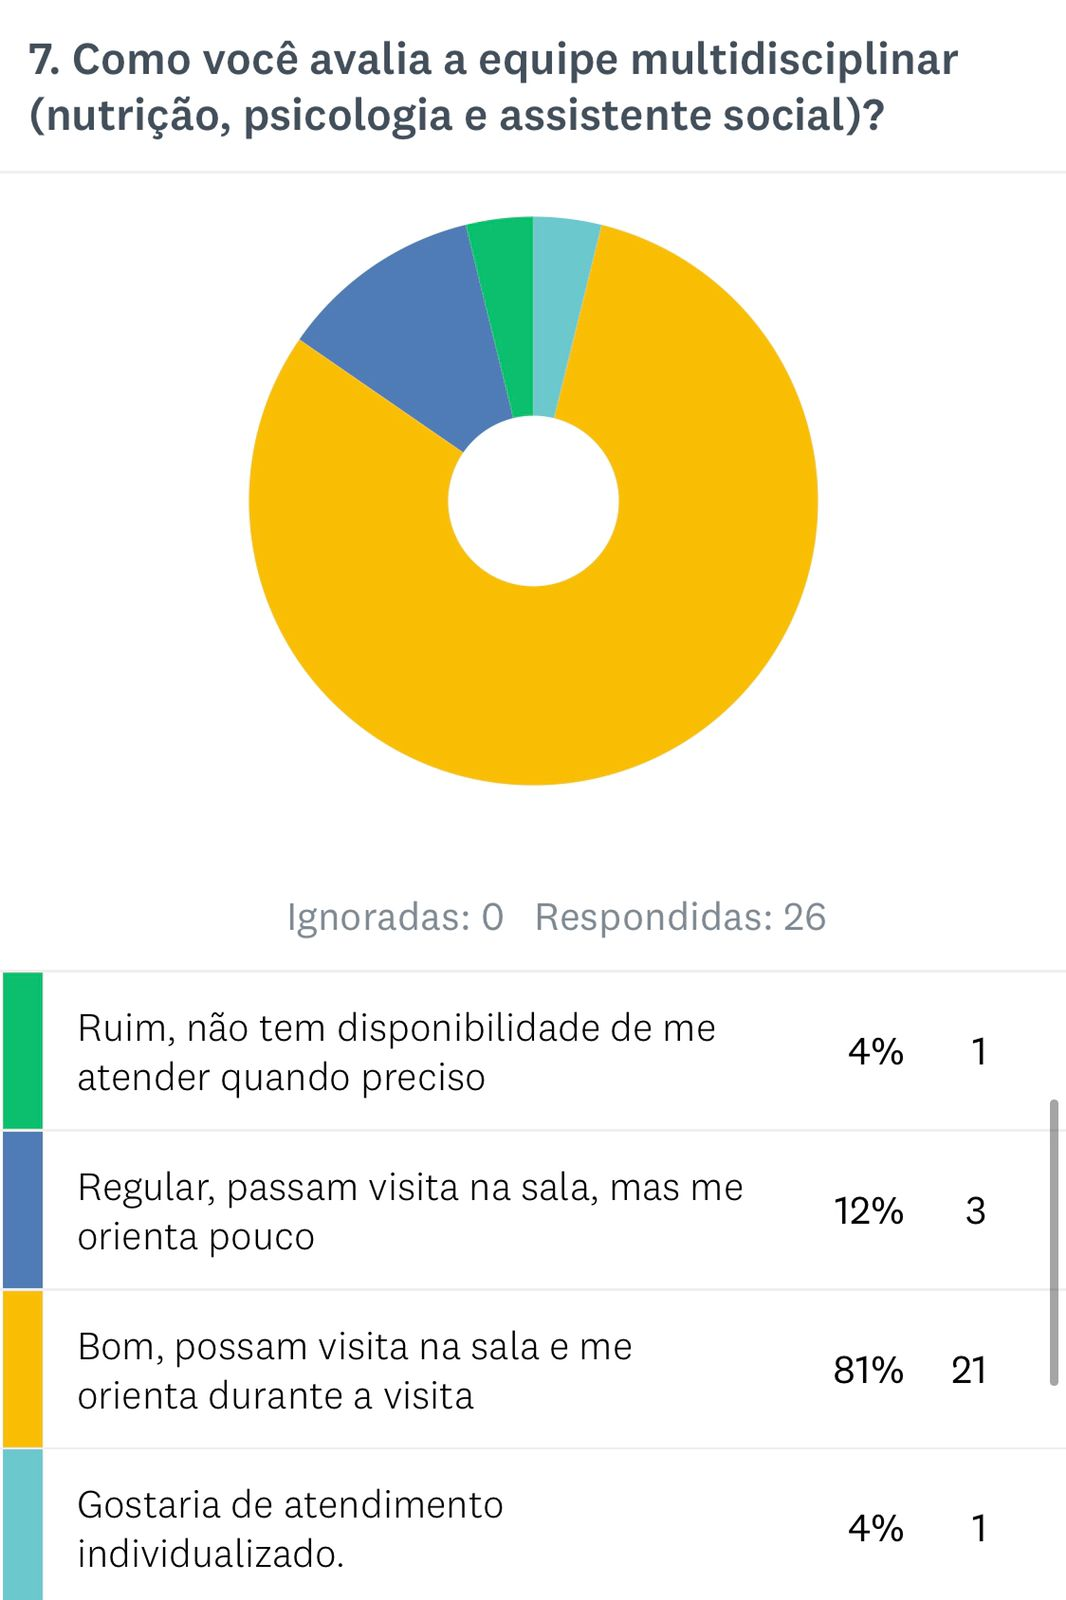 7. Como você avalia a equipe multidisciplinar
(nutrição, psicologia e assistente social)?
Ignoradas: 0 Respondidas: 26
Ruim, não tem disponibilidade de me
atender quando preciso
4% 1
Regular, passam visita na sala, mas me
orienta pouco
12% 3
Bom, possam visita na sala e me
orienta durante a visita
81% 21
Gostaria de atendimento
individualizado.
4% 1